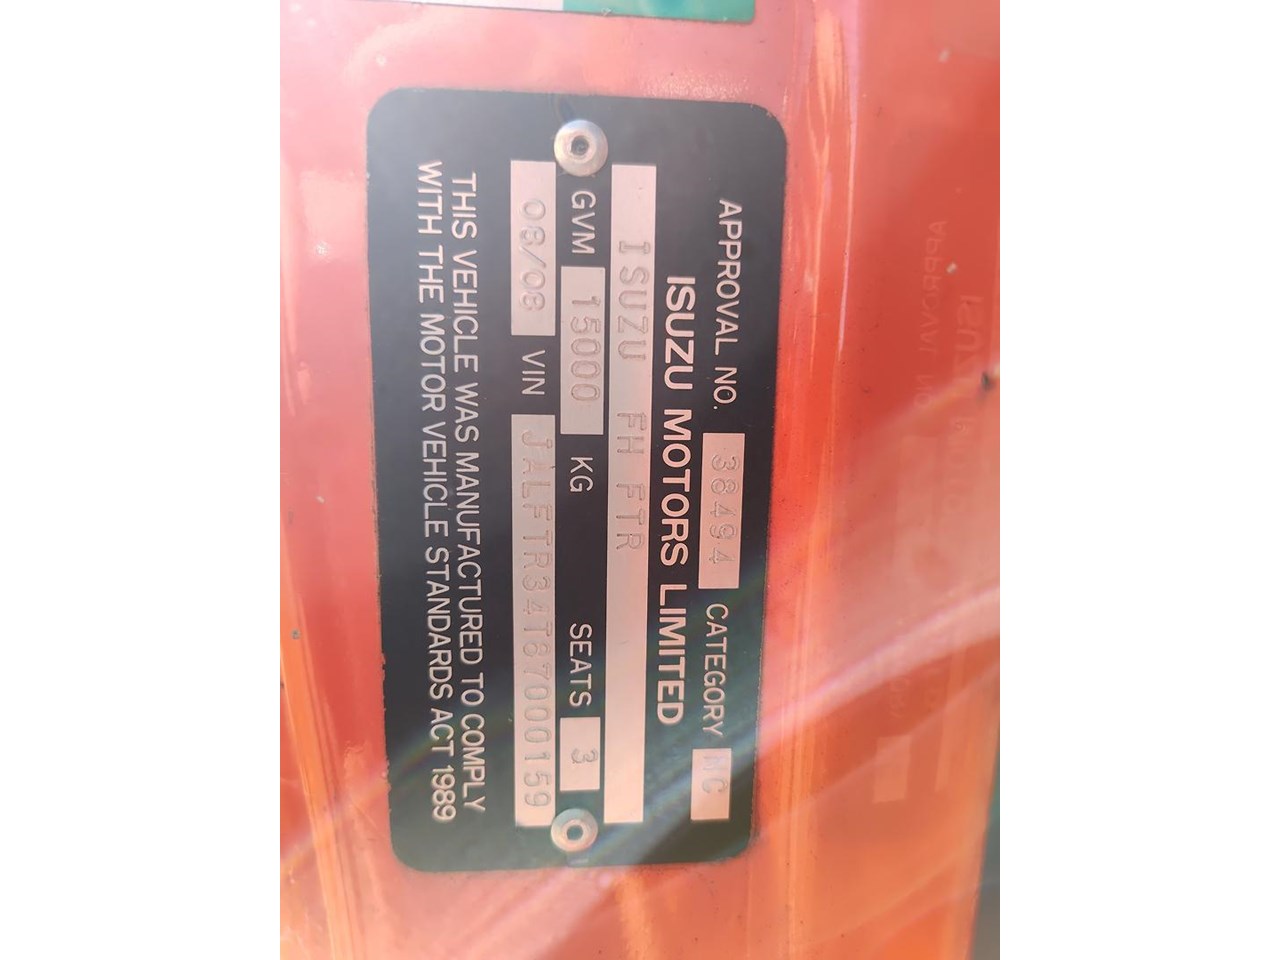 APPROVAL NO. 38494 CATEGORY NC
ISUZU MOTORS LIMITED
ISUZU FH FTR
GVM 15000 KG SEATS 3
08/08 VIN JALFTR34T87000159
THIS VEHICLE WAS MANUFACTURED TO COMPLY
WITH THE MOTOR VEHICLE STANDARDS ACT 1989